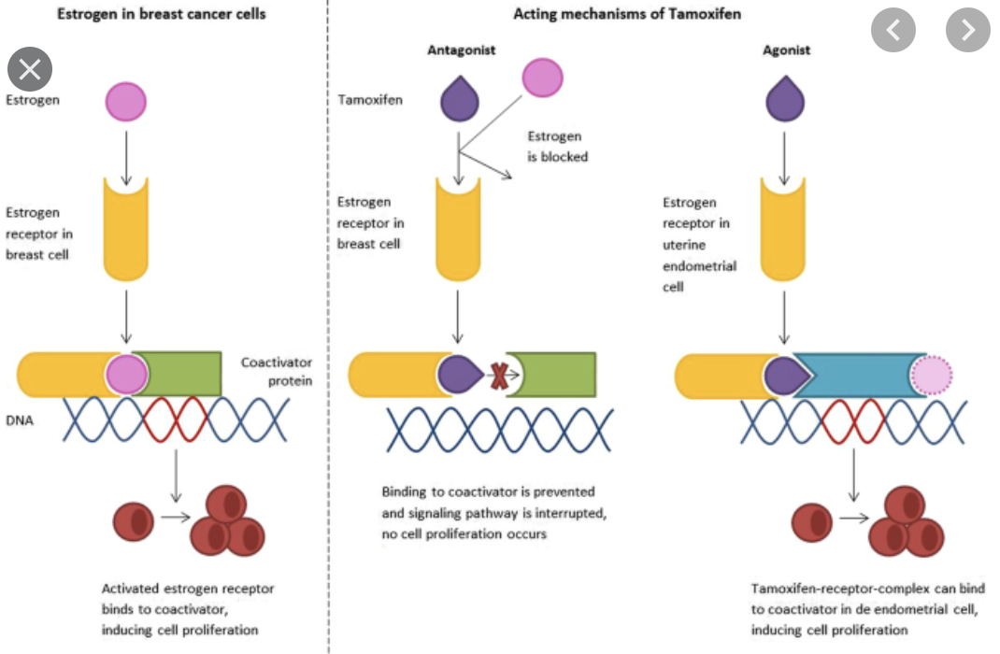 Estrogen in breast cancer cells
Estrogen
Estrogen
receptor in
breast cell
Coactivator
protein
DNA
Activated estrogen receptor
binds to coactivator,
inducing cell proliferation
Acting mechanisms of Tamoxifen
Antagonist
Tamoxifen
Estrogen
is blocked
Estrogen
receptor in
breast cell
Binding to coactivator is prevented
and signaling pathway is interrupted,
no cell proliferation occurs
Agonist
Estrogen
receptor in
uterine
endometrial
cell
Tamoxifen-receptor-complex can bind
to coactivator in de endometrial cell,
inducing cell proliferation